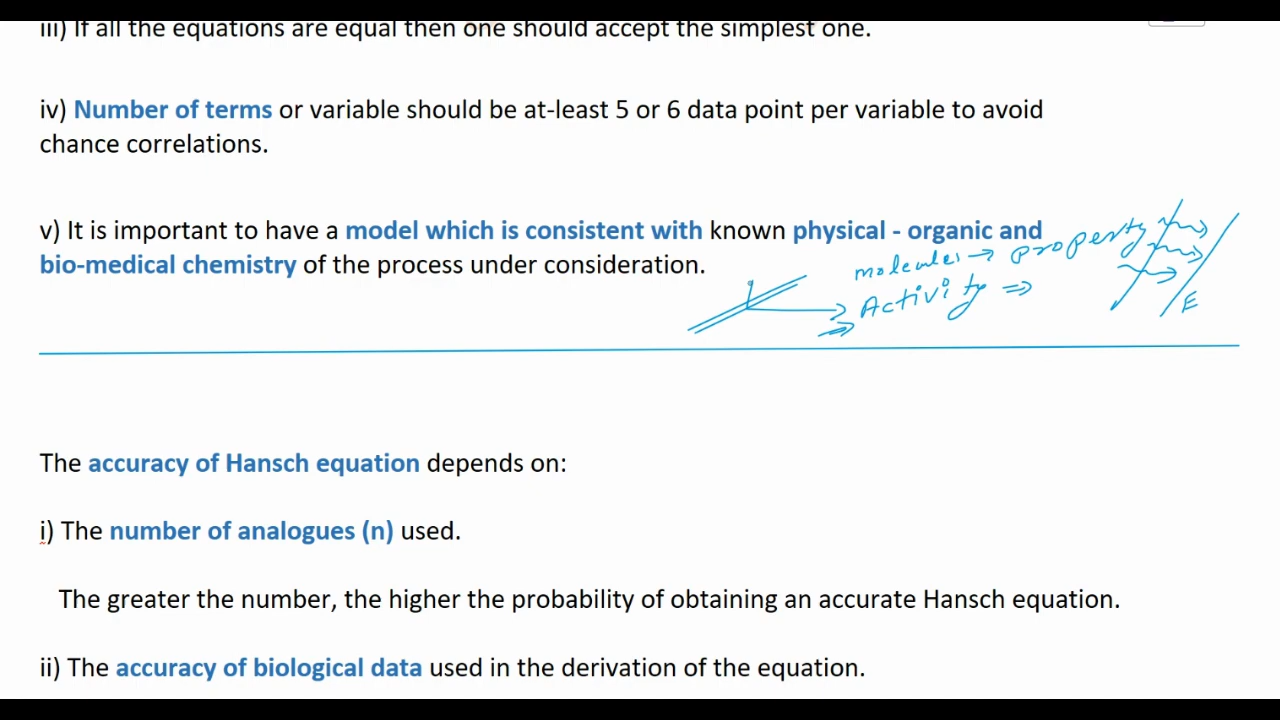 iii) If all the equations are equal then one should accept the simplest one.
iv) Number of terms or variable should be at-least 5 or 6 data point per variable to avoid
chance correlations.
v) It is important to have a model which is consistent with known physical - organic and
bio-medical chemistry of the process under consideration.
molecules → property
Activity ⇒
E
The accuracy of Hansch equation depends on:
i) The number of analogues (n) used.
The greater the number, the higher the probability of obtaining an accurate Hansch equation.
ii) The accuracy of biological data used in the derivation of the equation.